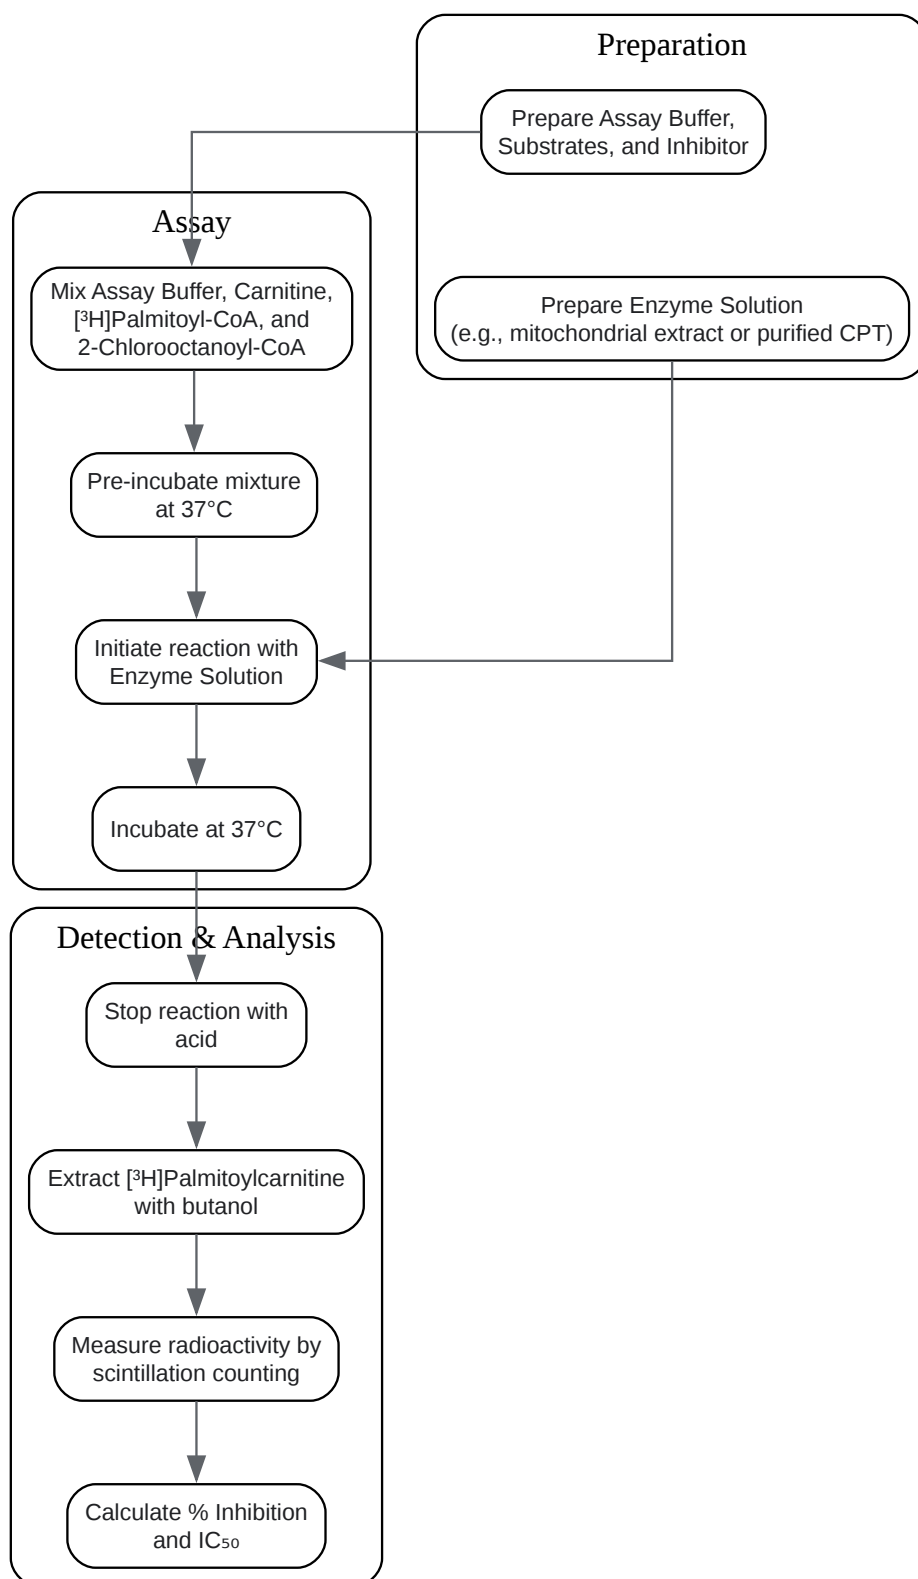 Preparation
Prepare Assay Buffer,
Substrates, and Inhibitor
Prepare Enzyme Solution
(e.g., mitochondrial extract or purified CPT)
Assay
Mix Assay Buffer, Carnitine,
[³H]Palmitoyl-CoA, and
2-Chlorooctanoyl-CoA
Pre-incubate mixture
at 37°C
Initiate reaction with
Enzyme Solution
Incubate at 37°C
Detection & Analysis
Stop reaction with
acid
Extract [³H]Palmitoylcarnitine
with butanol
Measure radioactivity by
scintillation counting
Calculate % Inhibition
and IC₅₀